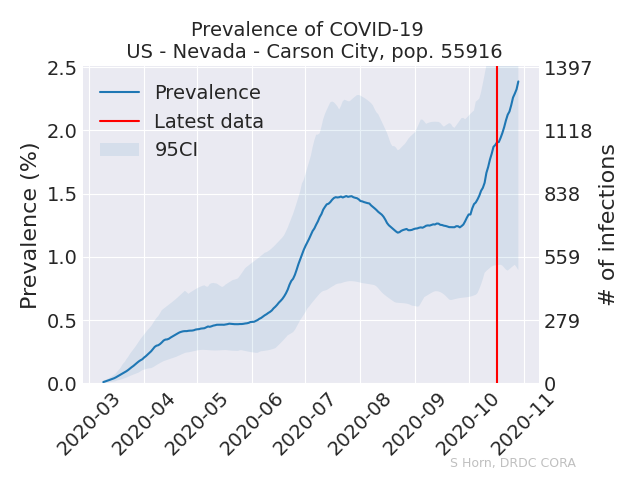 Prevalence of COVID-19
US - Nevada - Carson City, pop. 55916
Prevalence (%)
2.5
2.0
1.5
1.0
0.5
0.0
Prevalence
Latest data
95CI
1397
1118
838
559
279
0
# of infections
2020-03
2020-04
2020-05
2020-06
2020-07
2020-08
2020-09
2020-10
2020-11
S Horn, DRDC CORA